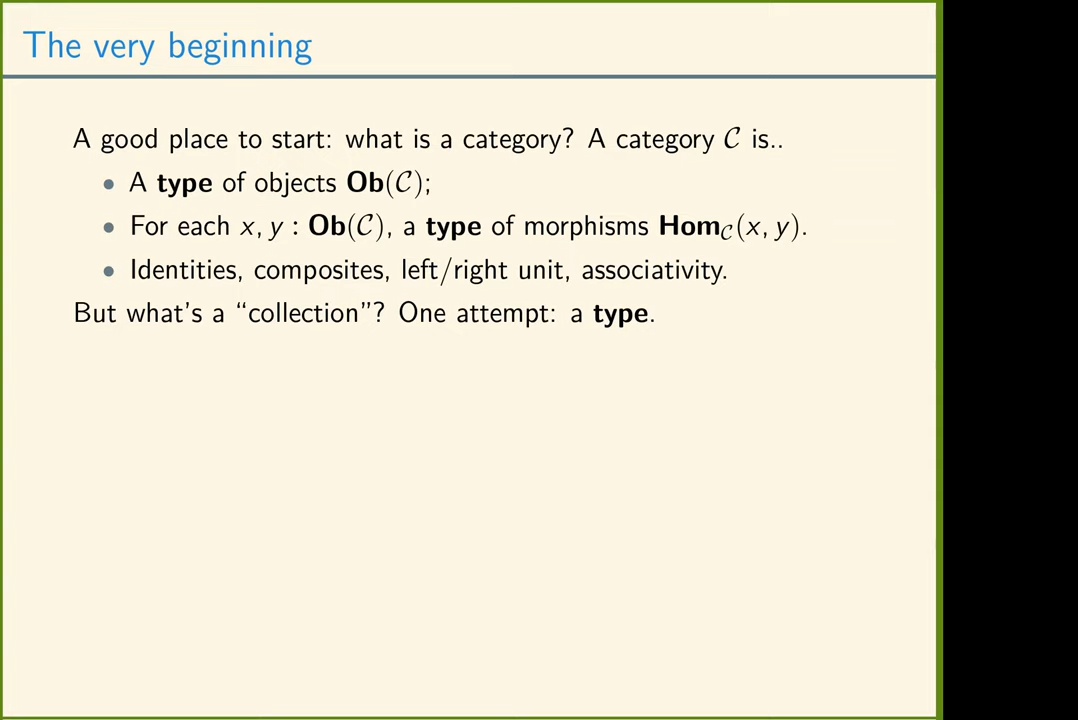 The very beginning
A good place to start: what is a category? A category 𝒞 is..
• A type of objects Ob(𝒞);
• For each x, y : Ob(𝒞), a type of morphisms Hom𝒞(x, y).
• Identities, composites, left/right unit, associativity.
But what's a “collection”? One attempt: a type.